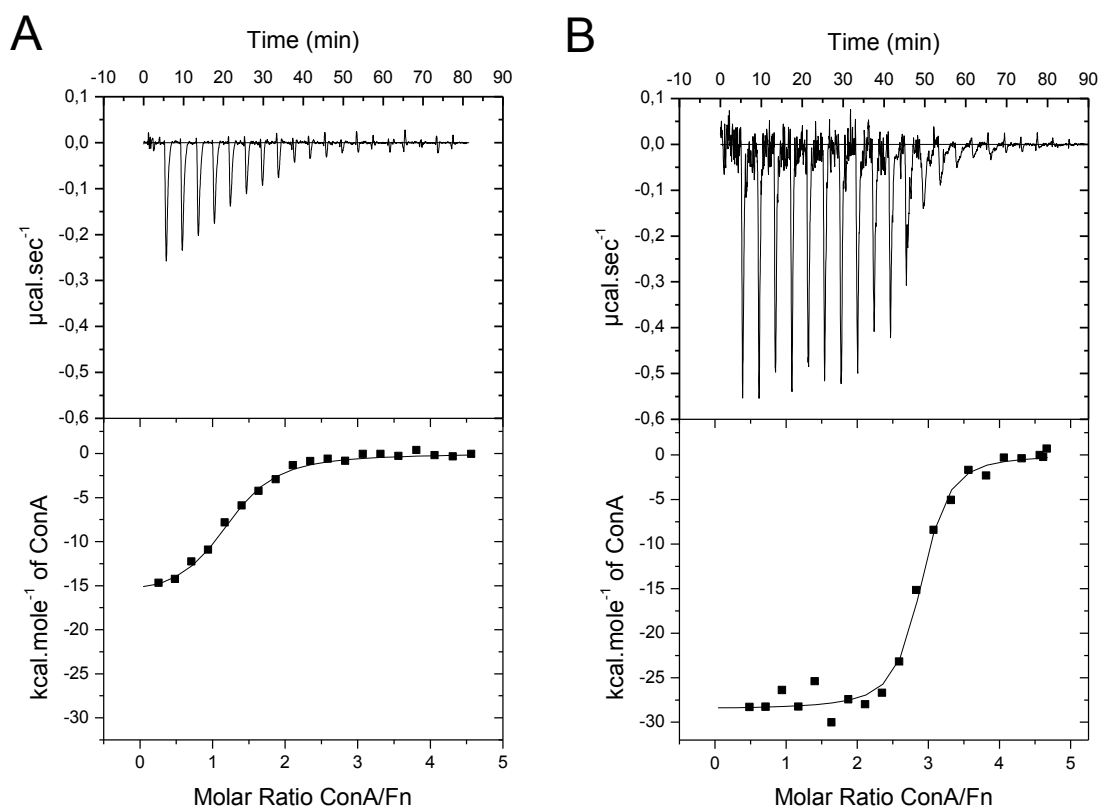 A
Time (min)
-10 0 10 20 30 40 50 60 70 80 90
0,1
0,0
-0,1
-0,2
-0,3
-0,4
-0,5
-0,6
µcal.sec⁻¹
0
-5
-10
-15
-20
-25
-30
kcal.mole⁻¹ of ConA
0 1 2 3 4 5
Molar Ratio ConA/Fn
B
Time (min)
-10 0 10 20 30 40 50 60 70 80 90
0,1
0,0
-0,1
-0,2
-0,3
-0,4
-0,5
-0,6
µcal.sec⁻¹
0
-5
-10
-15
-20
-25
-30
kcal.mole⁻¹ of ConA
0 1 2 3 4 5
Molar Ratio ConA/Fn